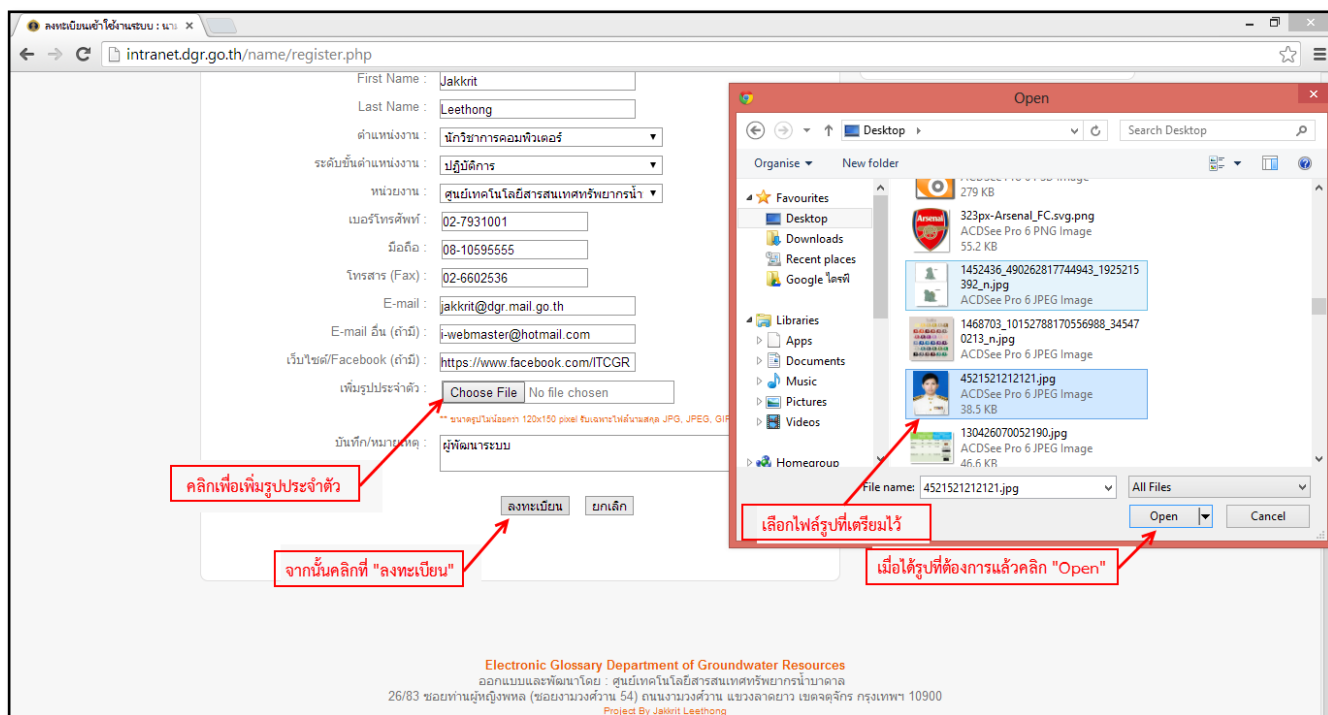 ลงทะเบียนเข้าใช้งานระบบ : นาม
intranet.dgr.go.th/name/register.php
First Name : Jakkrit
Last Name : Leethong
ตำแหน่งงาน : นักวิชาการคอมพิวเตอร์
ระดับชั้นตำแหน่งงาน : ปฏิบัติการ
หน่วยงาน : ศูนย์เทคโนโลยีสารสนเทศทรัพยากรน้ำ
เบอร์โทรศัพท์ : 02-7931001
มือถือ : 08-10595555
โทรสาร (Fax) : 02-6602536
E-mail : jakkrit@dgr.mail.go.th
E-mail อื่น (ถ้ามี) : i-webmaster@hotmail.com
เว็บไซต์/Facebook (ถ้ามี) : https://www.facebook.com/ITCGR
เพิ่มรูปประจำตัว : Choose File No file chosen
** ขนาดรูปไม่น้อยกว่า 120x150 pixel รับเฉพาะไฟล์นามสกุล JPG, JPEG, GIF
บันทึก/หมายเหตุ : ผู้พัฒนาระบบ
คลิกเพื่อเพิ่มรูปประจำตัว
ลงทะเบียน ยกเลิก
จากนั้นคลิกที่ "ลงทะเบียน"
Open
Desktop
Search Desktop
Organise New folder
Favourites
Desktop
Downloads
Recent places
Google ไดรฟ์
Libraries
Apps
Documents
Music
Pictures
Videos
Homegroup
ACDSee Pro 6 PSD Image
279 KB
Arsenal
323px-Arsenal_FC.svg.png
ACDSee Pro 6 PNG Image
55.2 KB
1452436_490262817744943_1925215
392_n.jpg
ACDSee Pro 6 JPEG Image
1468703_10152788170556988_34547
0213_n.jpg
ACDSee Pro 6 JPEG Image
4521521212121.jpg
ACDSee Pro 6 JPEG Image
38.5 KB
130426070052190.jpg
ACDSee Pro 6 JPEG Image
46.6 KB
File name: 4521521212121.jpg All Files
Open Cancel
เลือกไฟล์รูปที่เตรียมไว้
เมื่อได้รูปที่ต้องการแล้วคลิก "Open"
Electronic Glossary Department of Groundwater Resources
ออกแบบและพัฒนาโดย : ศูนย์เทคโนโลยีสารสนเทศทรัพยากรน้ำบาดาล
26/83 ซอยท่านผู้หญิงพหล (ซอยงามวงศ์วาน 54) ถนนงามวงศ์วาน แขวงลาดยาว เขตจตุจักร กรุงเทพฯ 10900
Project By Jakkrit Leethong